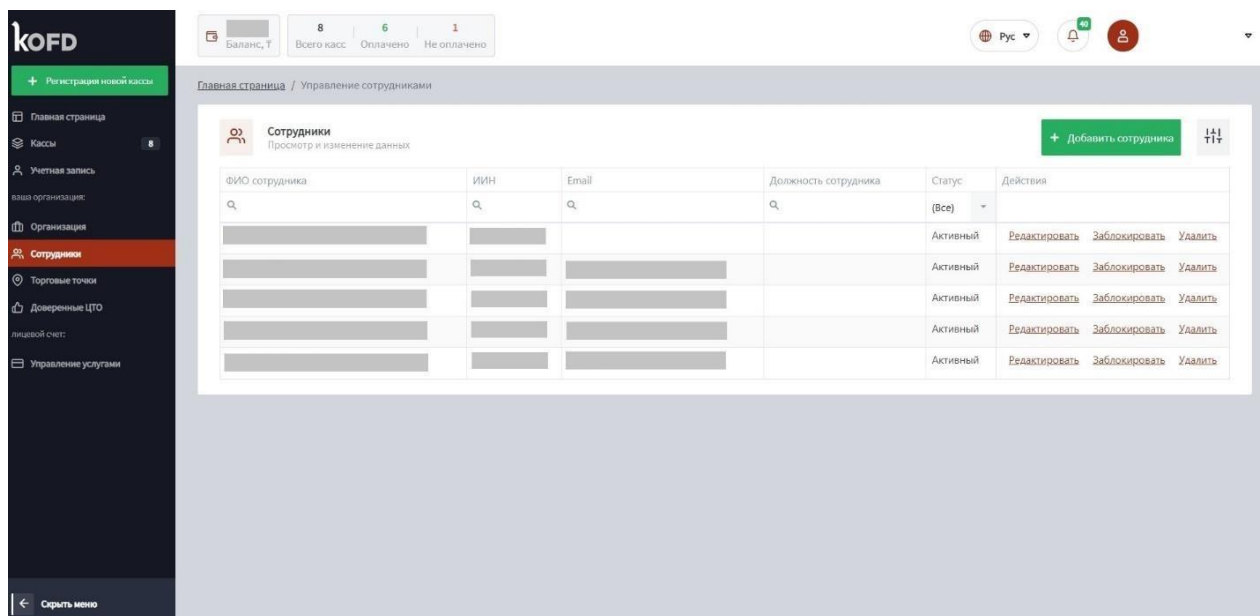 KOFD
Баланс, ₸
8 6 1
Всего касс Оплачено Не оплачено
Рус
40
+ Регистрация новой кассы
Главная страница
Кассы 8
Учетная запись
ваша организация:
Организация
Сотрудники
Торговые точки
Доверенные ЦТО
лицевой счет:
Управление услугами
Скрыть меню
Главная страница / Управление сотрудниками
Сотрудники
Просмотр и изменение данных
+ Добавить сотрудника
ФИО сотрудника ИИН Email Должность сотрудника Статус Действия
(Все)
Активный Редактировать Заблокировать Удалить
Активный Редактировать Заблокировать Удалить
Активный Редактировать Заблокировать Удалить
Активный Редактировать Заблокировать Удалить
Активный Редактировать Заблокировать Удалить